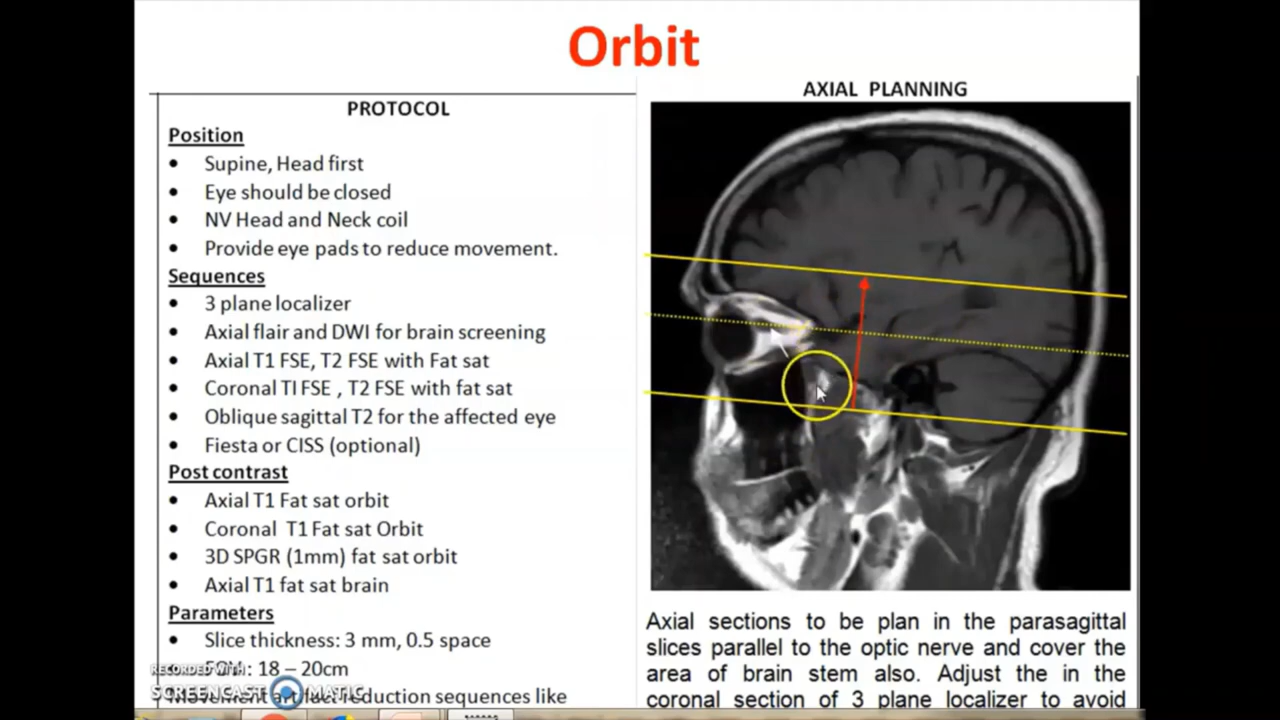 Orbit
PROTOCOL
Position
• Supine, Head first
• Eye should be closed
• NV Head and Neck coil
• Provide eye pads to reduce movement.
Sequences
• 3 plane localizer
• Axial flair and DWI for brain screening
• Axial T1 FSE, T2 FSE with Fat sat
• Coronal TI FSE , T2 FSE with fat sat
• Oblique sagittal T2 for the affected eye
• Fiesta or CISS (optional)
Post contrast
• Axial T1 Fat sat orbit
• Coronal T1 Fat sat Orbit
• 3D SPGR (1mm) fat sat orbit
• Axial T1 fat sat brain
Parameters
• Slice thickness: 3 mm, 0.5 space
: 18 – 20cm
Movement artifact reduction sequences like
RECORDED WITH
SCREENCAST MATIC
AXIAL PLANNING
Axial sections to be plan in the parasagittal
slices parallel to the optic nerve and cover the
area of brain stem also. Adjust the in the
coronal section of 3 plane localizer to avoid